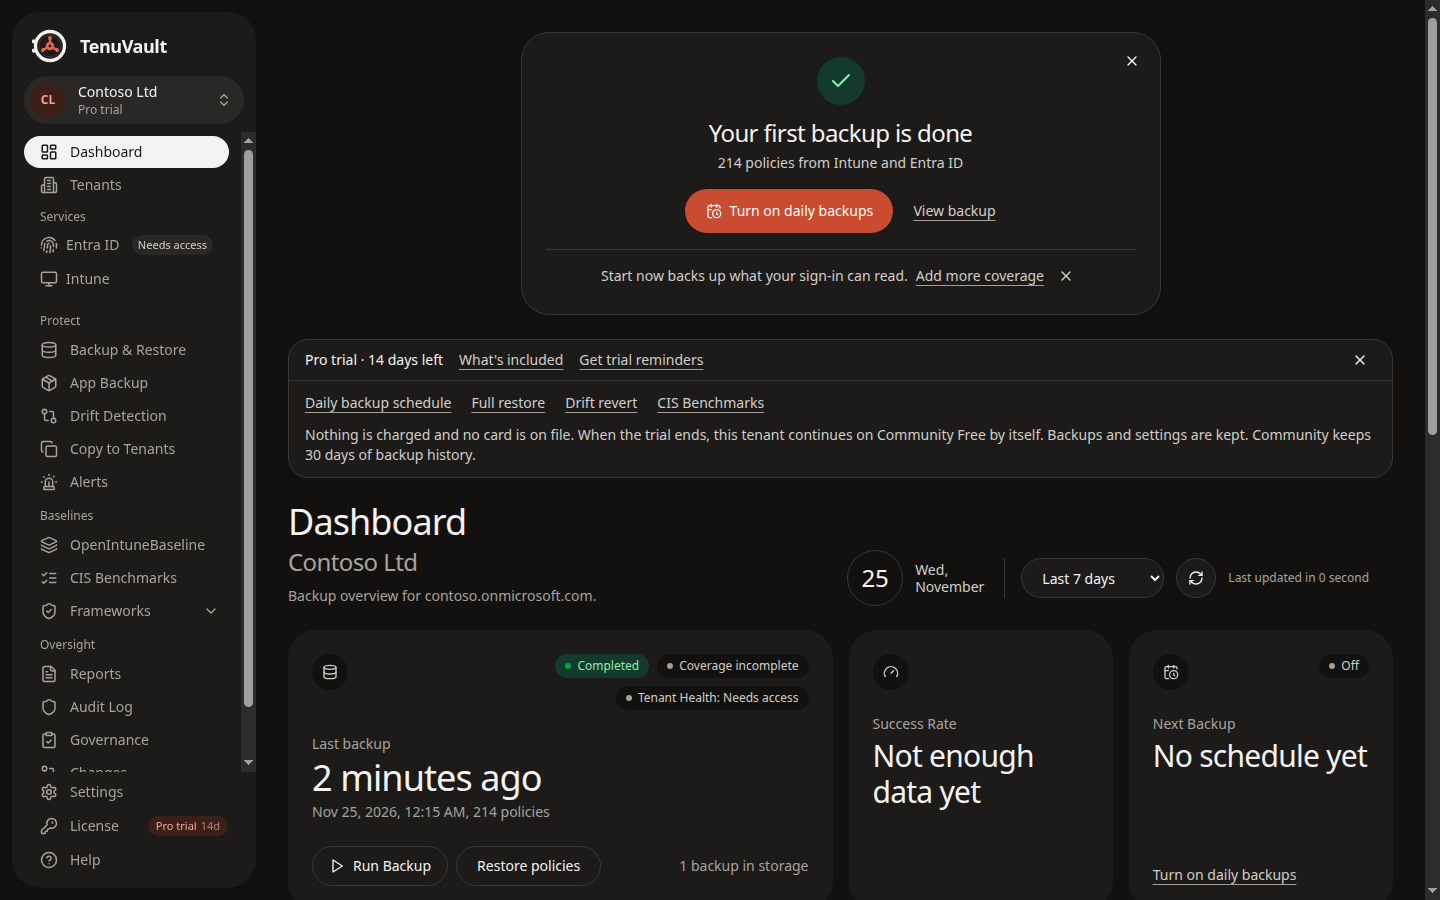 TenuVault
CL
Contoso Ltd
Pro trial
Dashboard
Tenants
Services
Entra ID
Needs access
Intune
Protect
Backup & Restore
App Backup
Drift Detection
Copy to Tenants
Alerts
Baselines
OpenIntuneBaseline
CIS Benchmarks
Frameworks
Oversight
Reports
Audit Log
Governance
Changes
Settings
License
Pro trial 14d
Help
Your first backup is done
214 policies from Intune and Entra ID
Turn on daily backups
View backup
Start now backs up what your sign-in can read. Add more coverage
Pro trial · 14 days left
What's included
Get trial reminders
Daily backup schedule
Full restore
Drift revert
CIS Benchmarks
Nothing is charged and no card is on file. When the trial ends, this tenant continues on Community Free by itself. Backups and settings are kept. Community keeps
30 days of backup history.
Dashboard
Contoso Ltd
Backup overview for contoso.onmicrosoft.com.
25
Wed,
November
Last 7 days
Last updated in 0 second
Completed
Coverage incomplete
Tenant Health: Needs access
Last backup
2 minutes ago
Nov 25, 2026, 12:15 AM, 214 policies
Run Backup
Restore policies
1 backup in storage
Success Rate
Not enough
data yet
Off
Next Backup
No schedule yet
Turn on daily backups